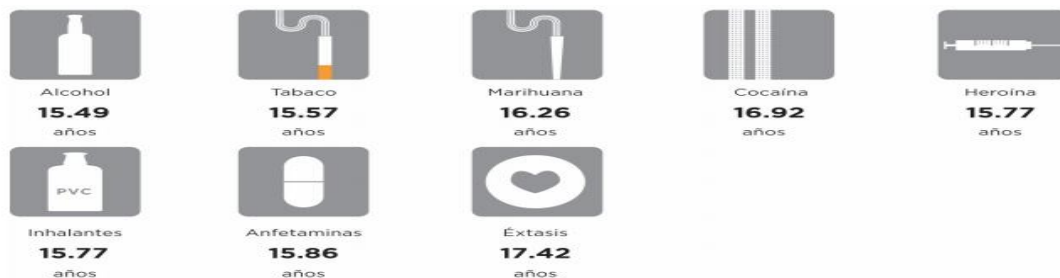 Alcohol
15.49
años
Tabaco
15.57
años
Marihuana
16.26
años
Cocaína
16.92
años
Heroína
15.77
años
PVC
Inhalantes
15.77
años
Anfetaminas
15.86
años
Éxtasis
17.42
años